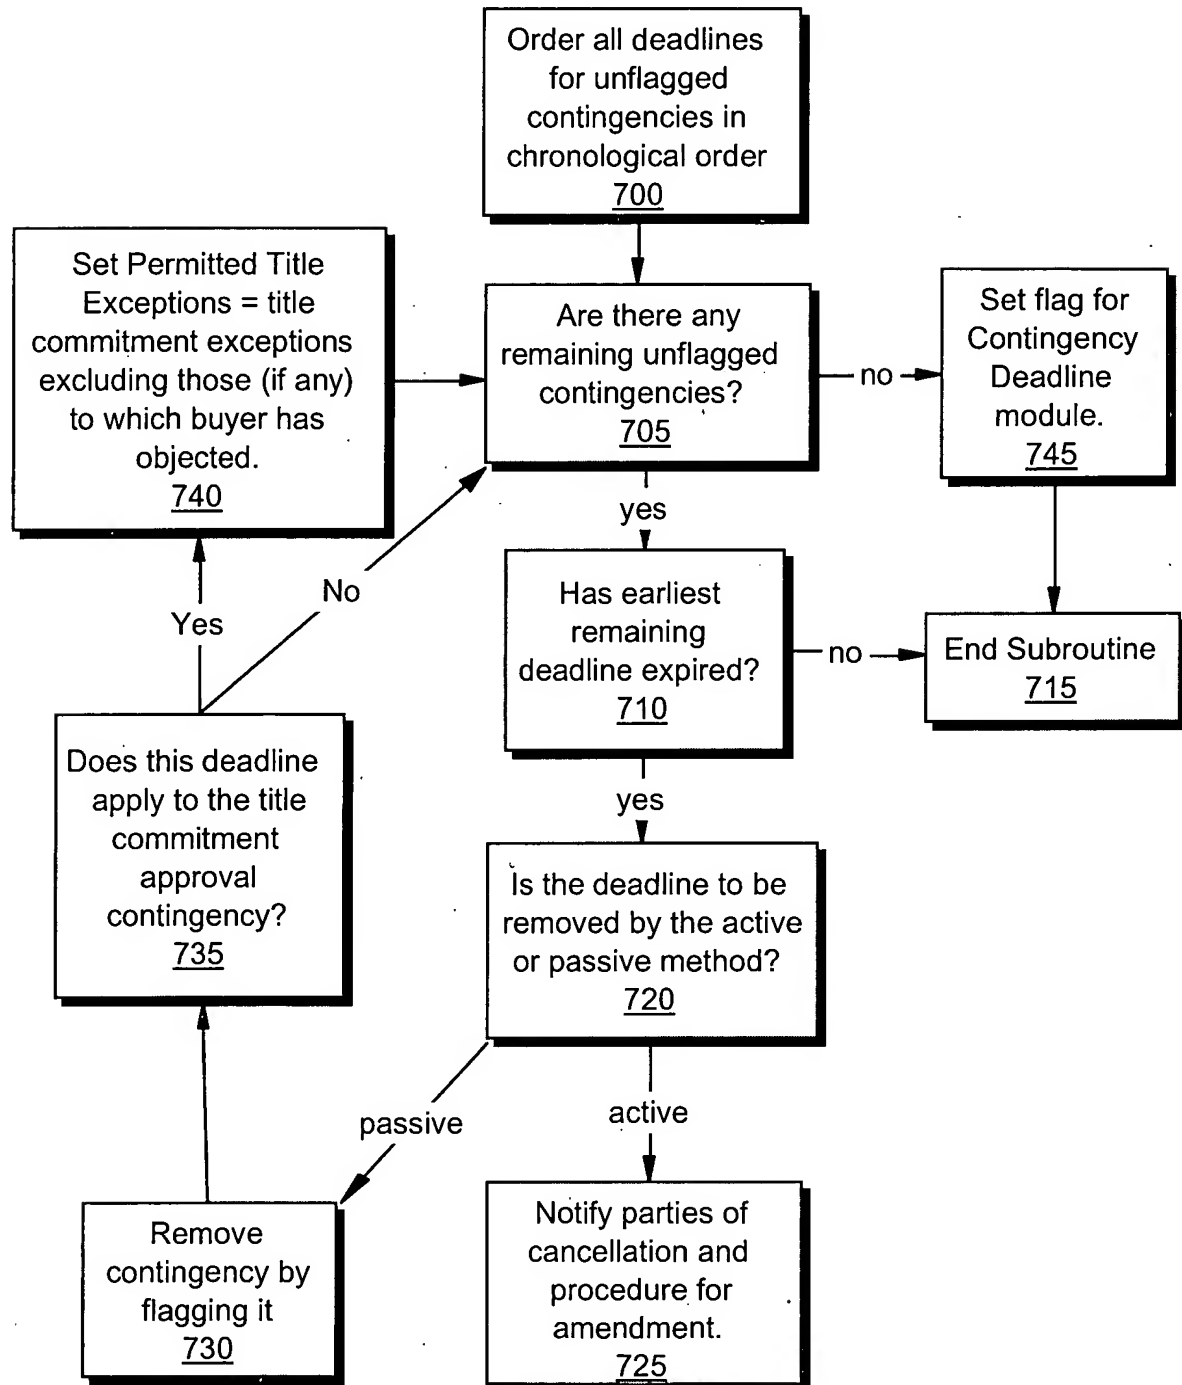 Order all deadlines
for unflagged
contingencies in
chronological order
700
Set Permitted Title
Exceptions = title
commitment exceptions
excluding those (if any)
to which buyer has
objected.
740
Are there any
remaining unflagged
contingencies?
705
no
Set flag for
Contingency
Deadline
module.
745
yes
No
Yes
Has earliest
remaining
deadline expired?
710
no
End Subroutine
715
Does this deadline
apply to the title
commitment
approval
contingency?
735
yes
Is the deadline to be
removed by the active
or passive method?
720
passive
active
Remove
contingency by
flagging it
730
Notify parties of
cancellation and
procedure for
amendment.
725